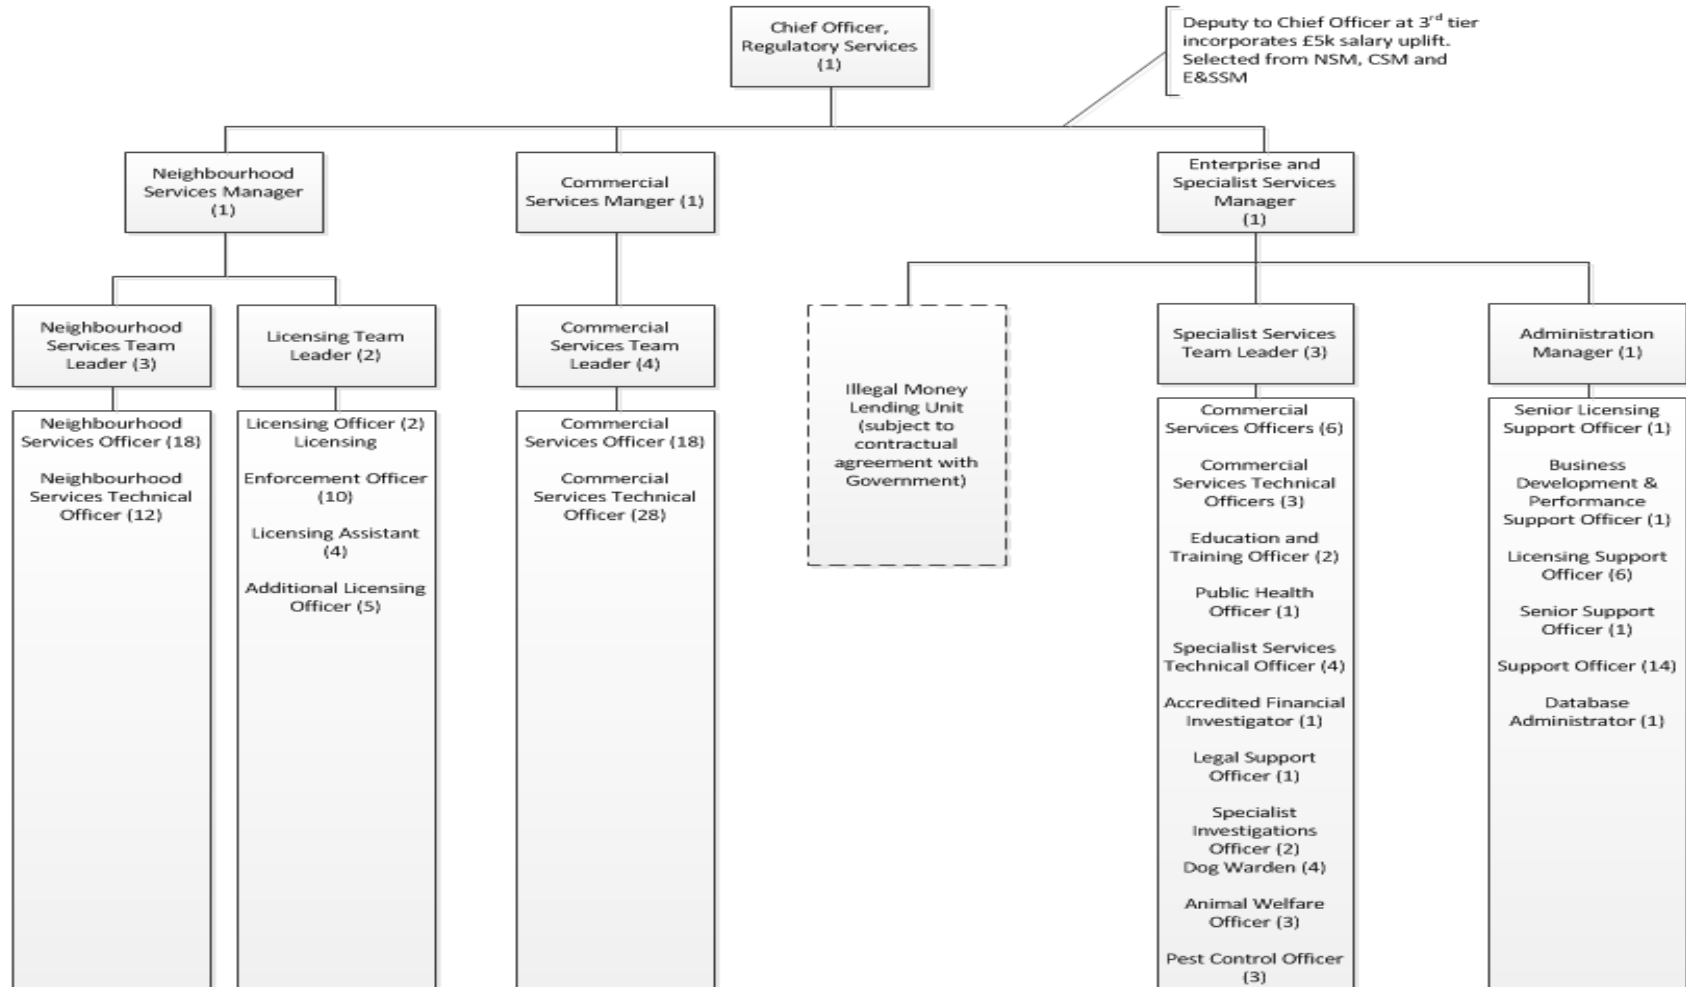 Chief Officer,
Regulatory Services
(1)
Deputy to Chief Officer at 3rd tier
incorporates £5k salary uplift.
Selected from NSM, CSM and
E&SSM
Neighbourhood
Services Manager
(1)
Commercial
Services Manger (1)
Enterprise and
Specialist Services
Manager
(1)
Neighbourhood
Services Team
Leader (3)
Licensing Team
Leader (2)
Commercial
Services Team
Leader (4)
Illegal Money
Lending Unit
(subject to
contractual
agreement with
Government)
Specialist Services
Team Leader (3)
Administration
Manager (1)
Neighbourhood
Services Officer (18)
Neighbourhood
Services Technical
Officer (12)
Licensing Officer (2)
Licensing
Enforcement Officer
(10)
Licensing Assistant
(4)
Additional Licensing
Officer (5)
Commercial
Services Officer (18)
Commercial
Services Technical
Officer (28)
Commercial
Services Officers (6)
Commercial
Services Technical
Officers (3)
Education and
Training Officer (2)
Public Health
Officer (1)
Specialist Services
Technical Officer (4)
Accredited Financial
Investigator (1)
Legal Support
Officer (1)
Specialist
Investigations
Officer (2)
Dog Warden (4)
Animal Welfare
Officer (3)
Pest Control Officer
(3)
Senior Licensing
Support Officer (1)
Business
Development &
Performance
Support Officer (1)
Licensing Support
Officer (6)
Senior Support
Officer (1)
Support Officer (14)
Database
Administrator (1)